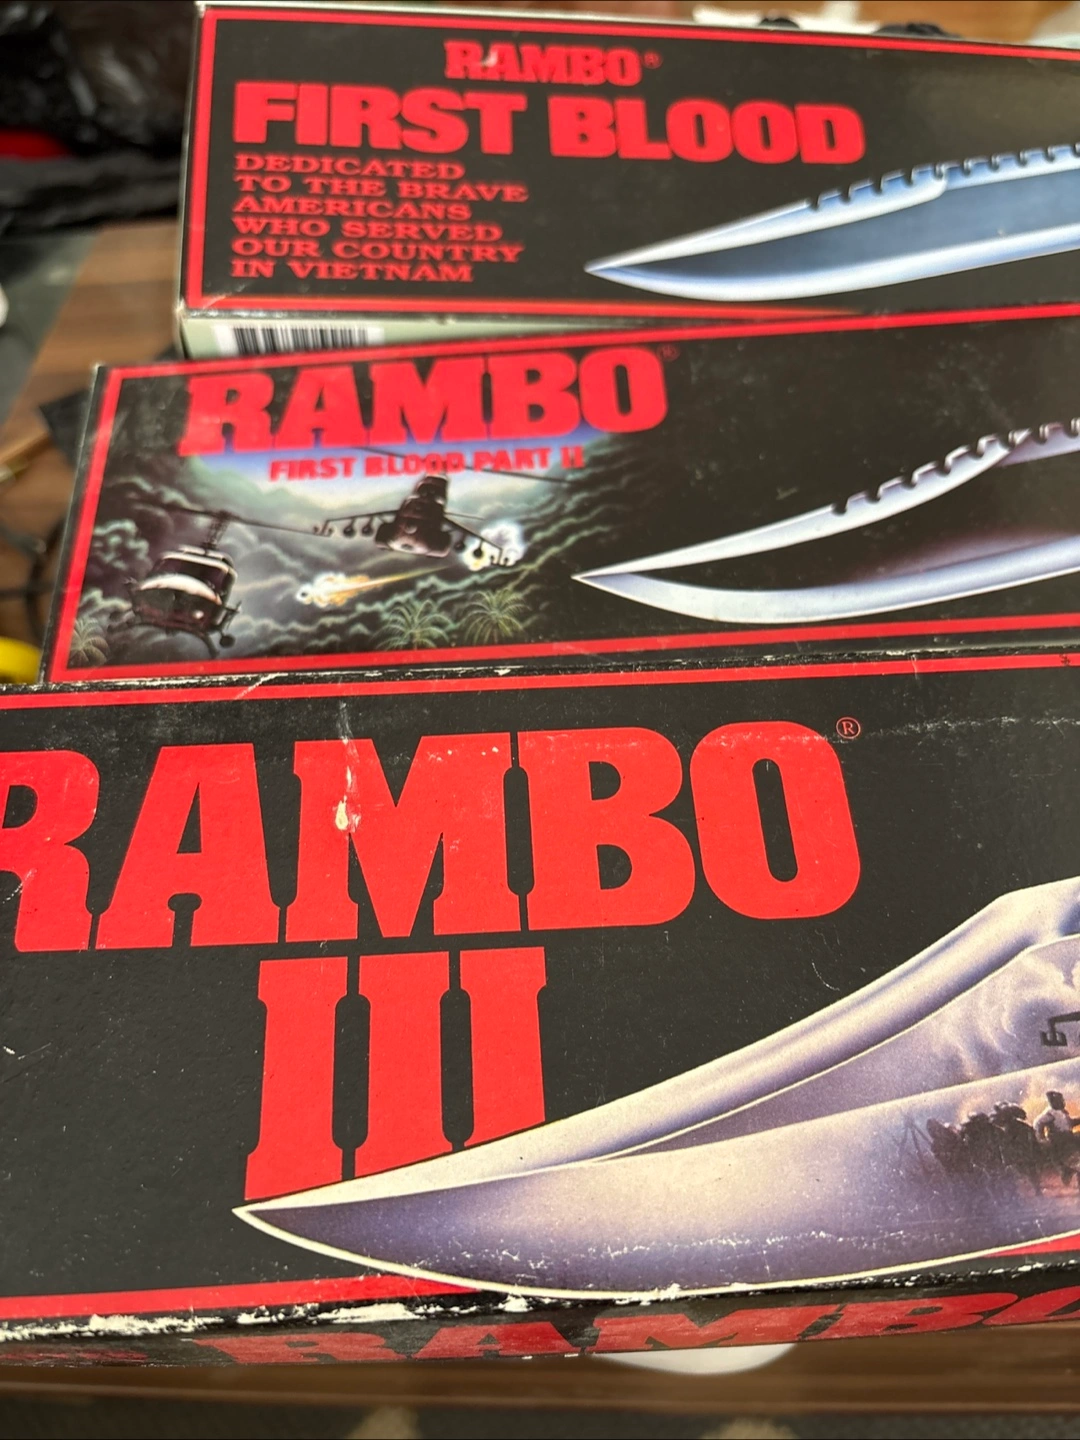 RAMBO®
FIRST BLOOD
DEDICATED
TO THE BRAVE
AMERICANS
WHO SERVED
OUR COUNTRY
IN VIETNAM
RAMBO®
FIRST BLOOD PART II
RAMBO®
III
RAMBO